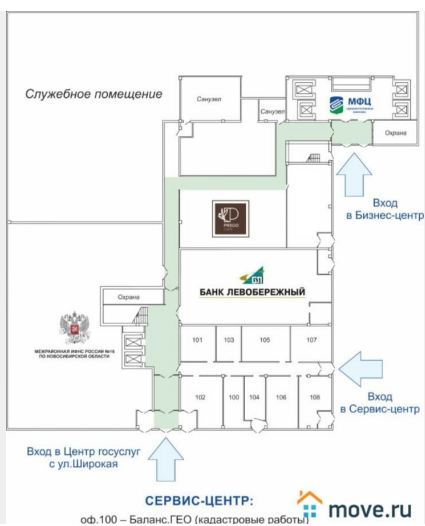 Служебное помещение
Санузел
Санузел
МФЦ
Охрана
Вход
в Бизнес-центр
БАНК ЛЕВОБЕРЕЖНЫЙ
Охрана
МЕЖРАЙОННАЯ ИФНС РОССИИ №16
ПО НОВОСИБИРСКОЙ ОБЛАСТИ
101
103
105
107
102
100
104
106
108
Вход
в Сервис-центр
Вход в Центр госуслуг
с ул.Широкая
СЕРВИС-ЦЕНТР:
оф.100 – Баланс.ГЕО (кадастровые работы)
move.ru